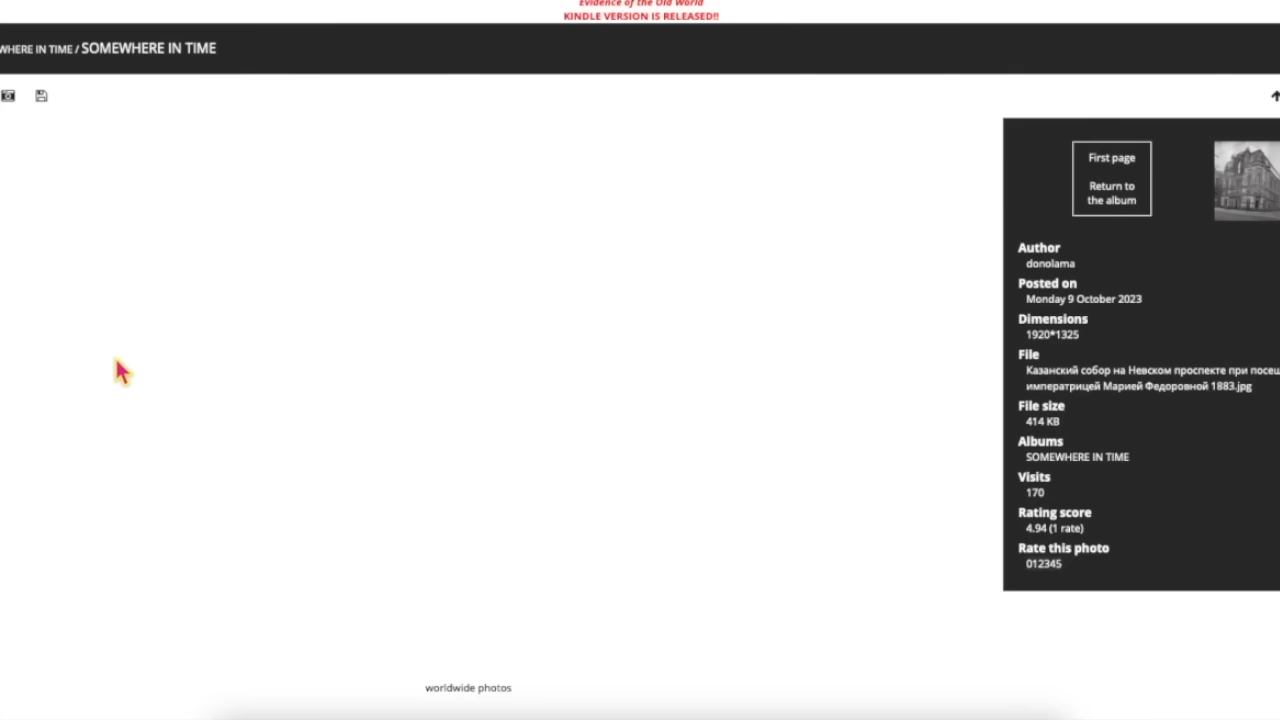 Evidence of the Old World
KINDLE VERSION IS RELEASED!!
WHERE IN TIME / SOMEWHERE IN TIME
First page
Return to
the album
Author
donolama
Posted on
Monday 9 October 2023
Dimensions
1920*1325
File
Казанский собор на Невском проспекте при
императрицей Марией Федоровной 1883.jpg
File size
414 KB
Albums
SOMEWHERE IN TIME
Visits
170
Rating score
4.94 (1 rate)
Rate this photo
012345
worldwide photos